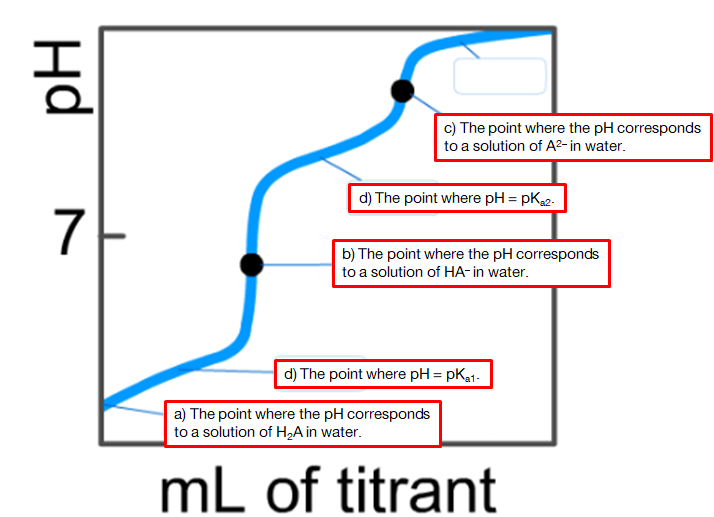 pH
c) The point where the pH corresponds
to a solution of A²⁻ in water.
d) The point where pH = pKₐ₂.
7
b) The point where the pH corresponds
to a solution of HA⁻ in water.
d) The point where pH = pKₐ₁.
a) The point where the pH corresponds
to a solution of H₂A in water.
mL of titrant